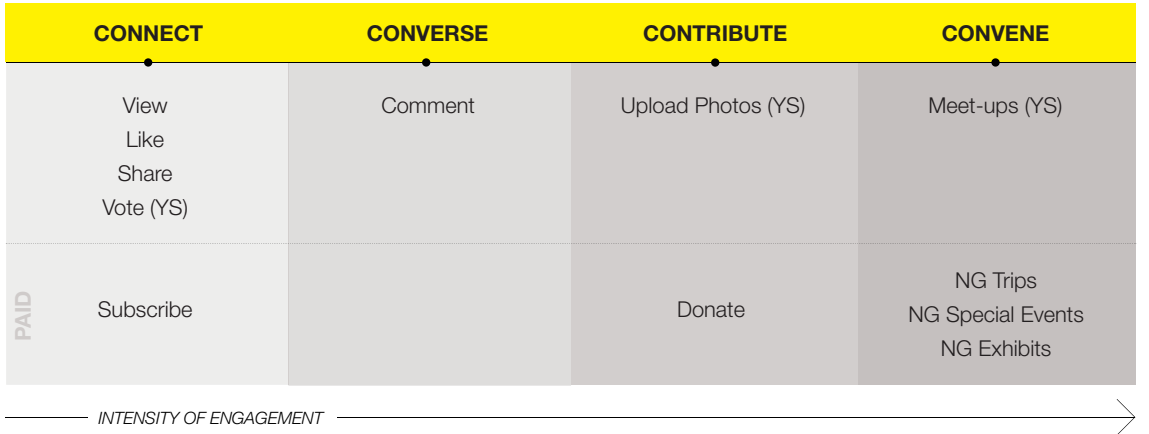 CONNECT CONVERSE CONTRIBUTE CONVENE
View Comment Upload Photos (YS) Meet-ups (YS)
Like
Share
Vote (YS)
PAID
Subscribe Donate
NG Trips
NG Special Events
NG Exhibits
INTENSITY OF ENGAGEMENT